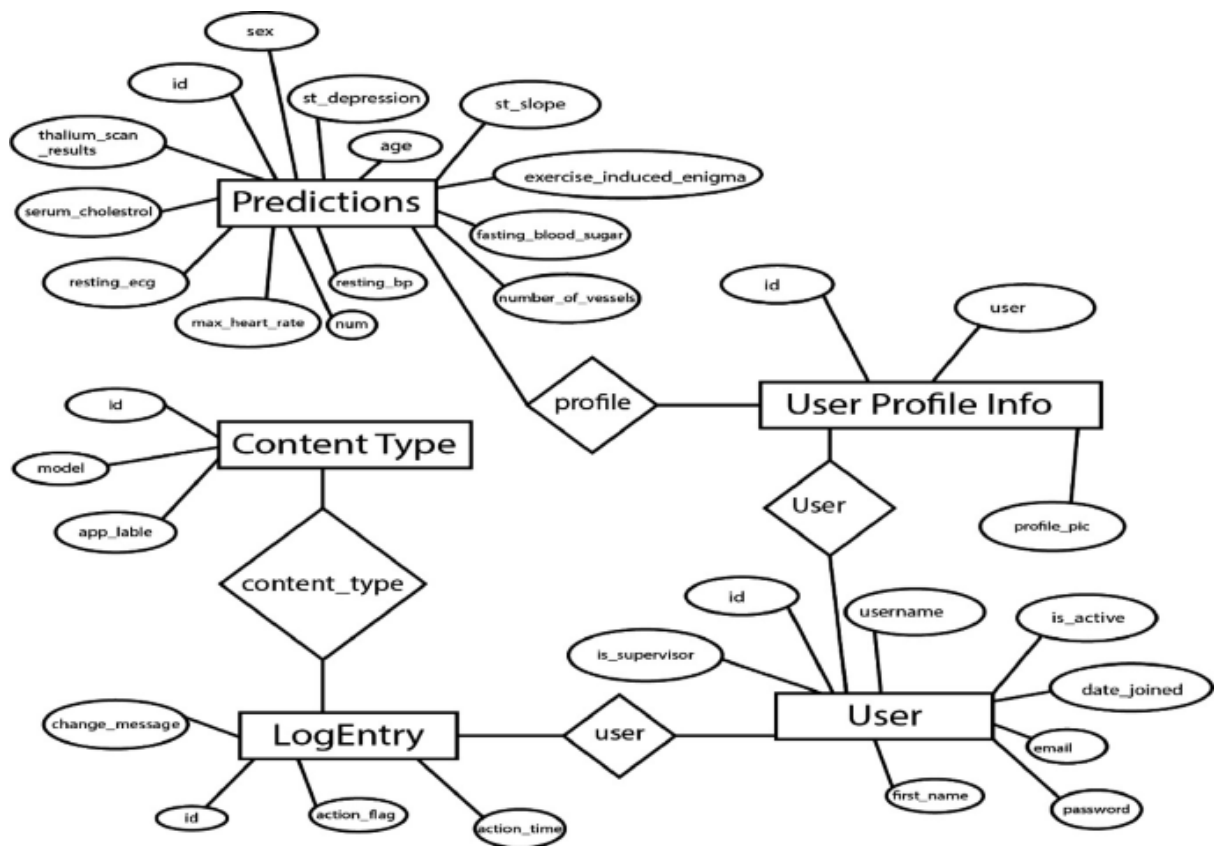 sex
id
st_depression
st_slope
thalium_scan
_results
age
exercise_induced_enigma
Predictions
serum_cholestrol
fasting_blood_sugar
resting_ecg
resting_bp
number_of_vessels
max_heart_rate
num
id
user
profile
User Profile Info
id
Content Type
model
app_lable
User
profile_pic
content_type
id
username
is_active
is_supervisor
date_joined
change_message
LogEntry
user
User
email
id
action_flag
action_time
first_name
password